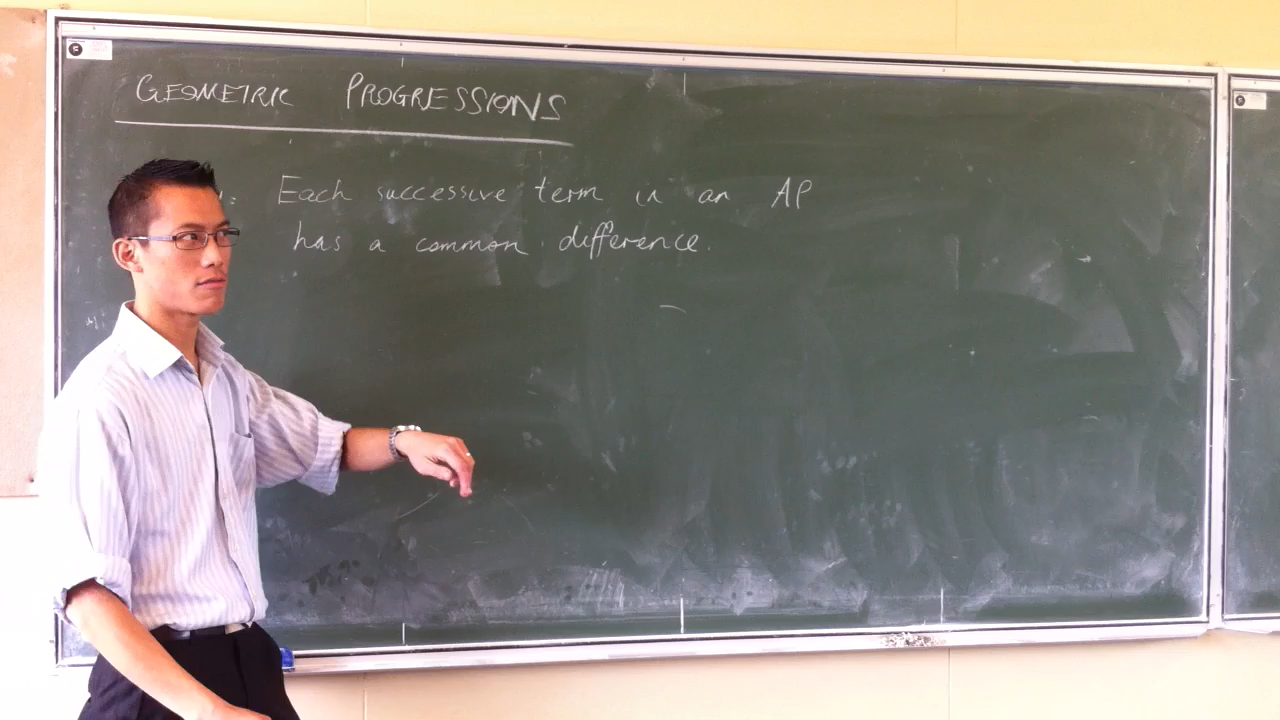 GEOMETRIC PROGRESSIONS
Each successive term in an AP
has a common difference.